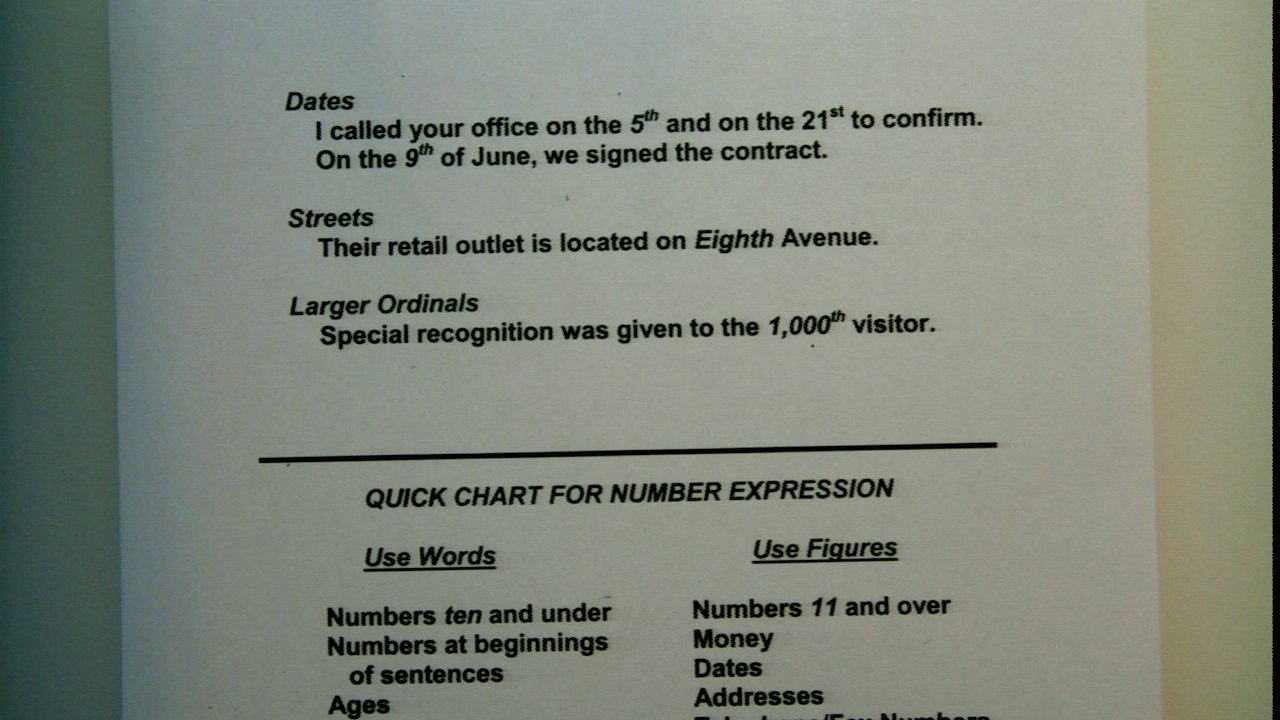 Dates
I called your office on the 5th and on the 21st to confirm.
On the 9th of June, we signed the contract.
Streets
Their retail outlet is located on Eighth Avenue.
Larger Ordinals
Special recognition was given to the 1,000th visitor.
QUICK CHART FOR NUMBER EXPRESSION
Use Words
Numbers ten and under
Numbers at beginnings
of sentences
Ages
Use Figures
Numbers 11 and over
Money
Dates
Addresses
Telephone/Fax Numbers